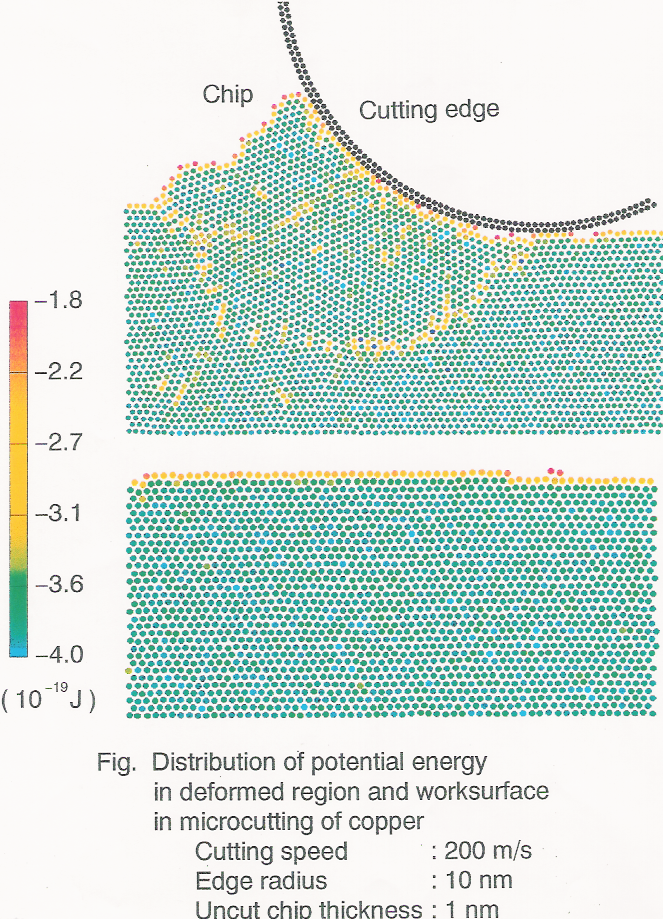 Chip
Cutting edge
−1.8
−2.2
−2.7
−3.1
−3.6
−4.0
( 10⁻¹⁹J )
Fig. Distribution of potential energy
in deformed region and worksurface
in microcutting of copper
Cutting speed : 200 m/s
Edge radius : 10 nm
Uncut chip thickness : 1 nm